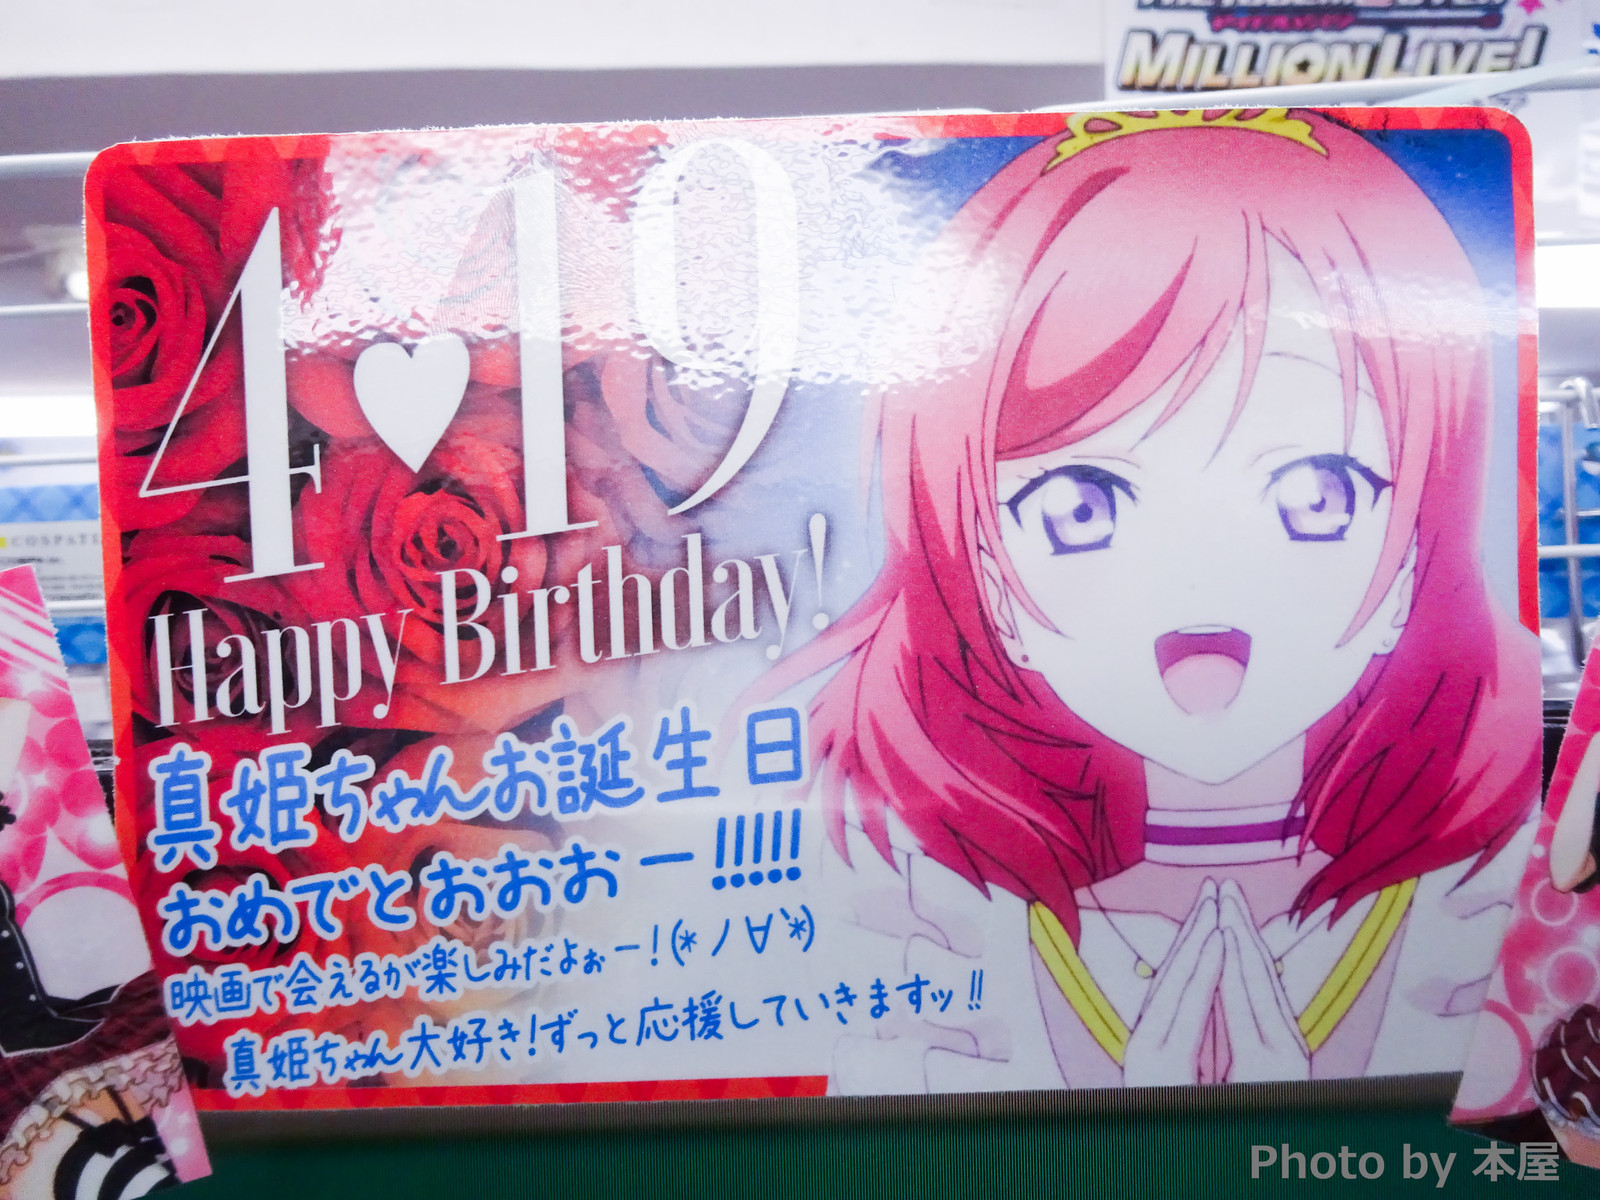 MILLION LIVE!
COSPATI
4♥19
Happy Birthday!
真姫ちゃんお誕生日
おめでとおおおー!!!!!
映画で会えるが楽しみだよぉー!(*ノ∀`*)
真姫ちゃん大好き!ずっと応援していきますッ!!
Photo by 本屋